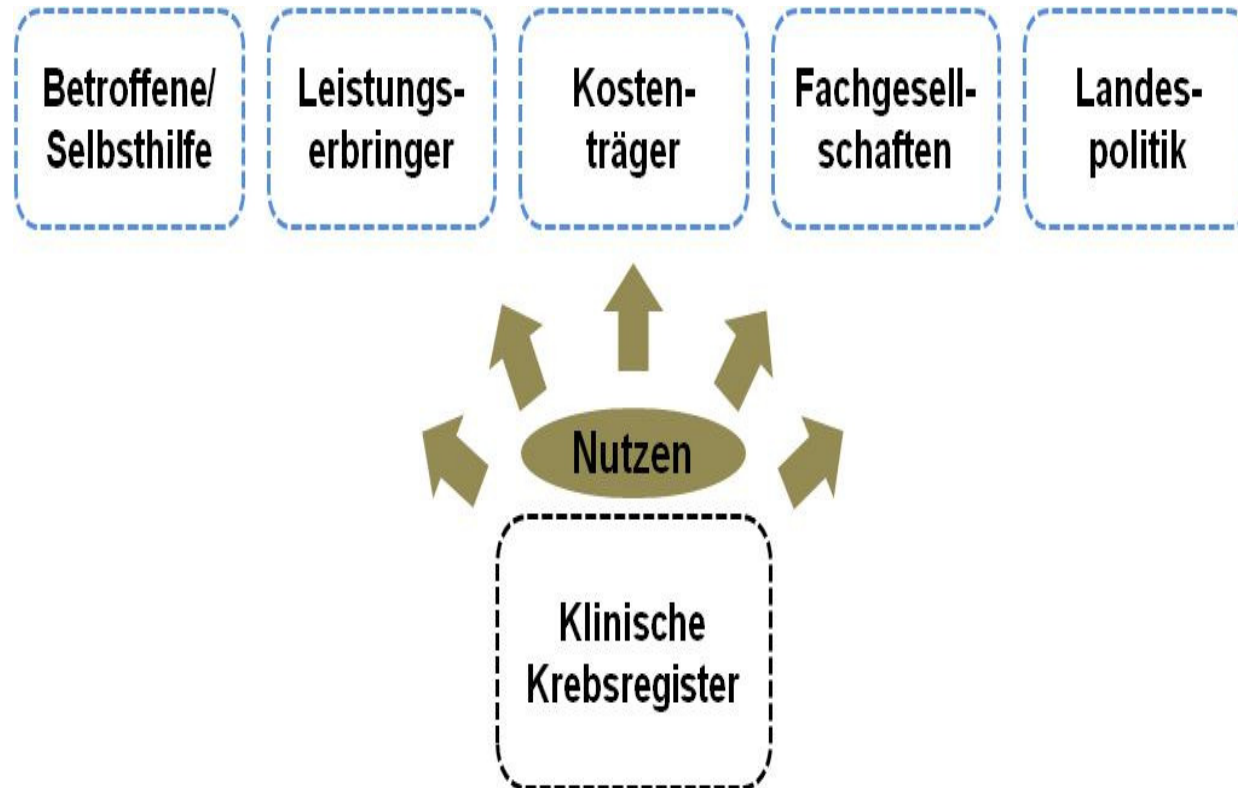 Betroffene/
Selbsthilfe
Leistungs-
erbringer
Kosten-
träger
Fachgesell-
schaften
Landes-
politik
Nutzen
Klinische
Krebsregister